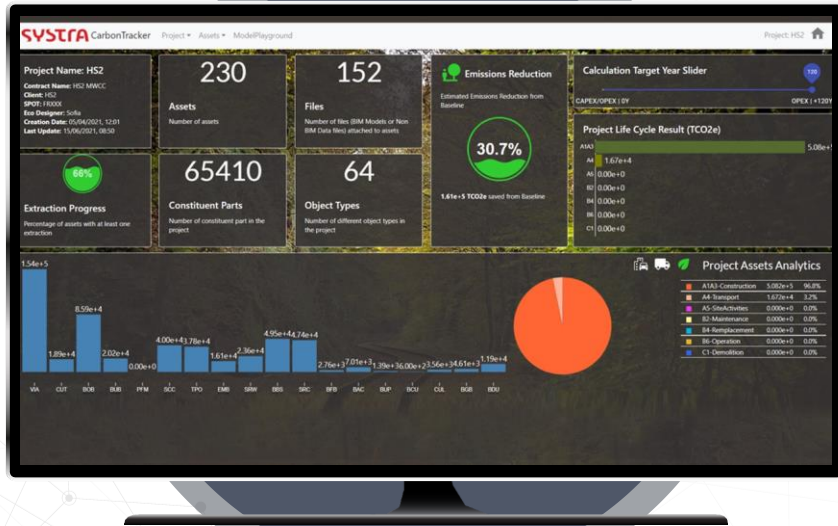 SYSTRA CarbonTracker Project Assets ModelPlayground Project: HS2
Project Name: HS2
Contract Name: HS2 MWCC
Client: HS2
SPOT: FRXXX
Eco Designer: Sofia
Creation Date: 05/04/2021, 12:01
Last Update: 15/06/2021, 08:50
230
Assets
Number of assets
152
Files
Number of files (BIM Models or Non
BIM Data files) attached to assets
Emissions Reduction
Estimated Emissions Reduction from
Baseline
30.7%
1.61e+5 TCO2e saved from Baseline
Calculation Target Year Slider
120
CAPEX/OPEX | 0Y OPEX | +120Y
Project Life Cycle Result (TCO2e)
A1A3 5.08e+5
A4 1.67e+4
A5 0.00e+0
B2 0.00e+0
B4 0.00e+0
B6 0.00e+0
C1 0.00e+0
66%
Extraction Progress
Percentage of assets with at least one
extraction
65410
Constituent Parts
Number of constituent part in the
project
64
Object Types
Number of different object types in
the project
1.54e+5 1.89e+4 8.59e+4 2.02e+4 0.00e+0 4.00e+4 3.78e+4 1.61e+4 2.36e+4 4.95e+4 4.74e+4 2.76e+3 7.01e+3 1.39e+3 6.00e+2 3.56e+3 4.61e+3 1.19e+4
VIA CUT BOB BUB PFM SCC TPO EMB SRW BBS SRC BFB BAC BUP BCU CUL BGB BDU
Project Assets Analytics
A1A3-Construction 5.082e+5 96.8%
A4-Transport 1.672e+4 3.2%
A5-SiteActivities 0.000e+0 0.0%
B2-Maintenance 0.000e+0 0.0%
B4-Remplacement 0.000e+0 0.0%
B6-Operation 0.000e+0 0.0%
C1-Demolition 0.000e+0 0.0%